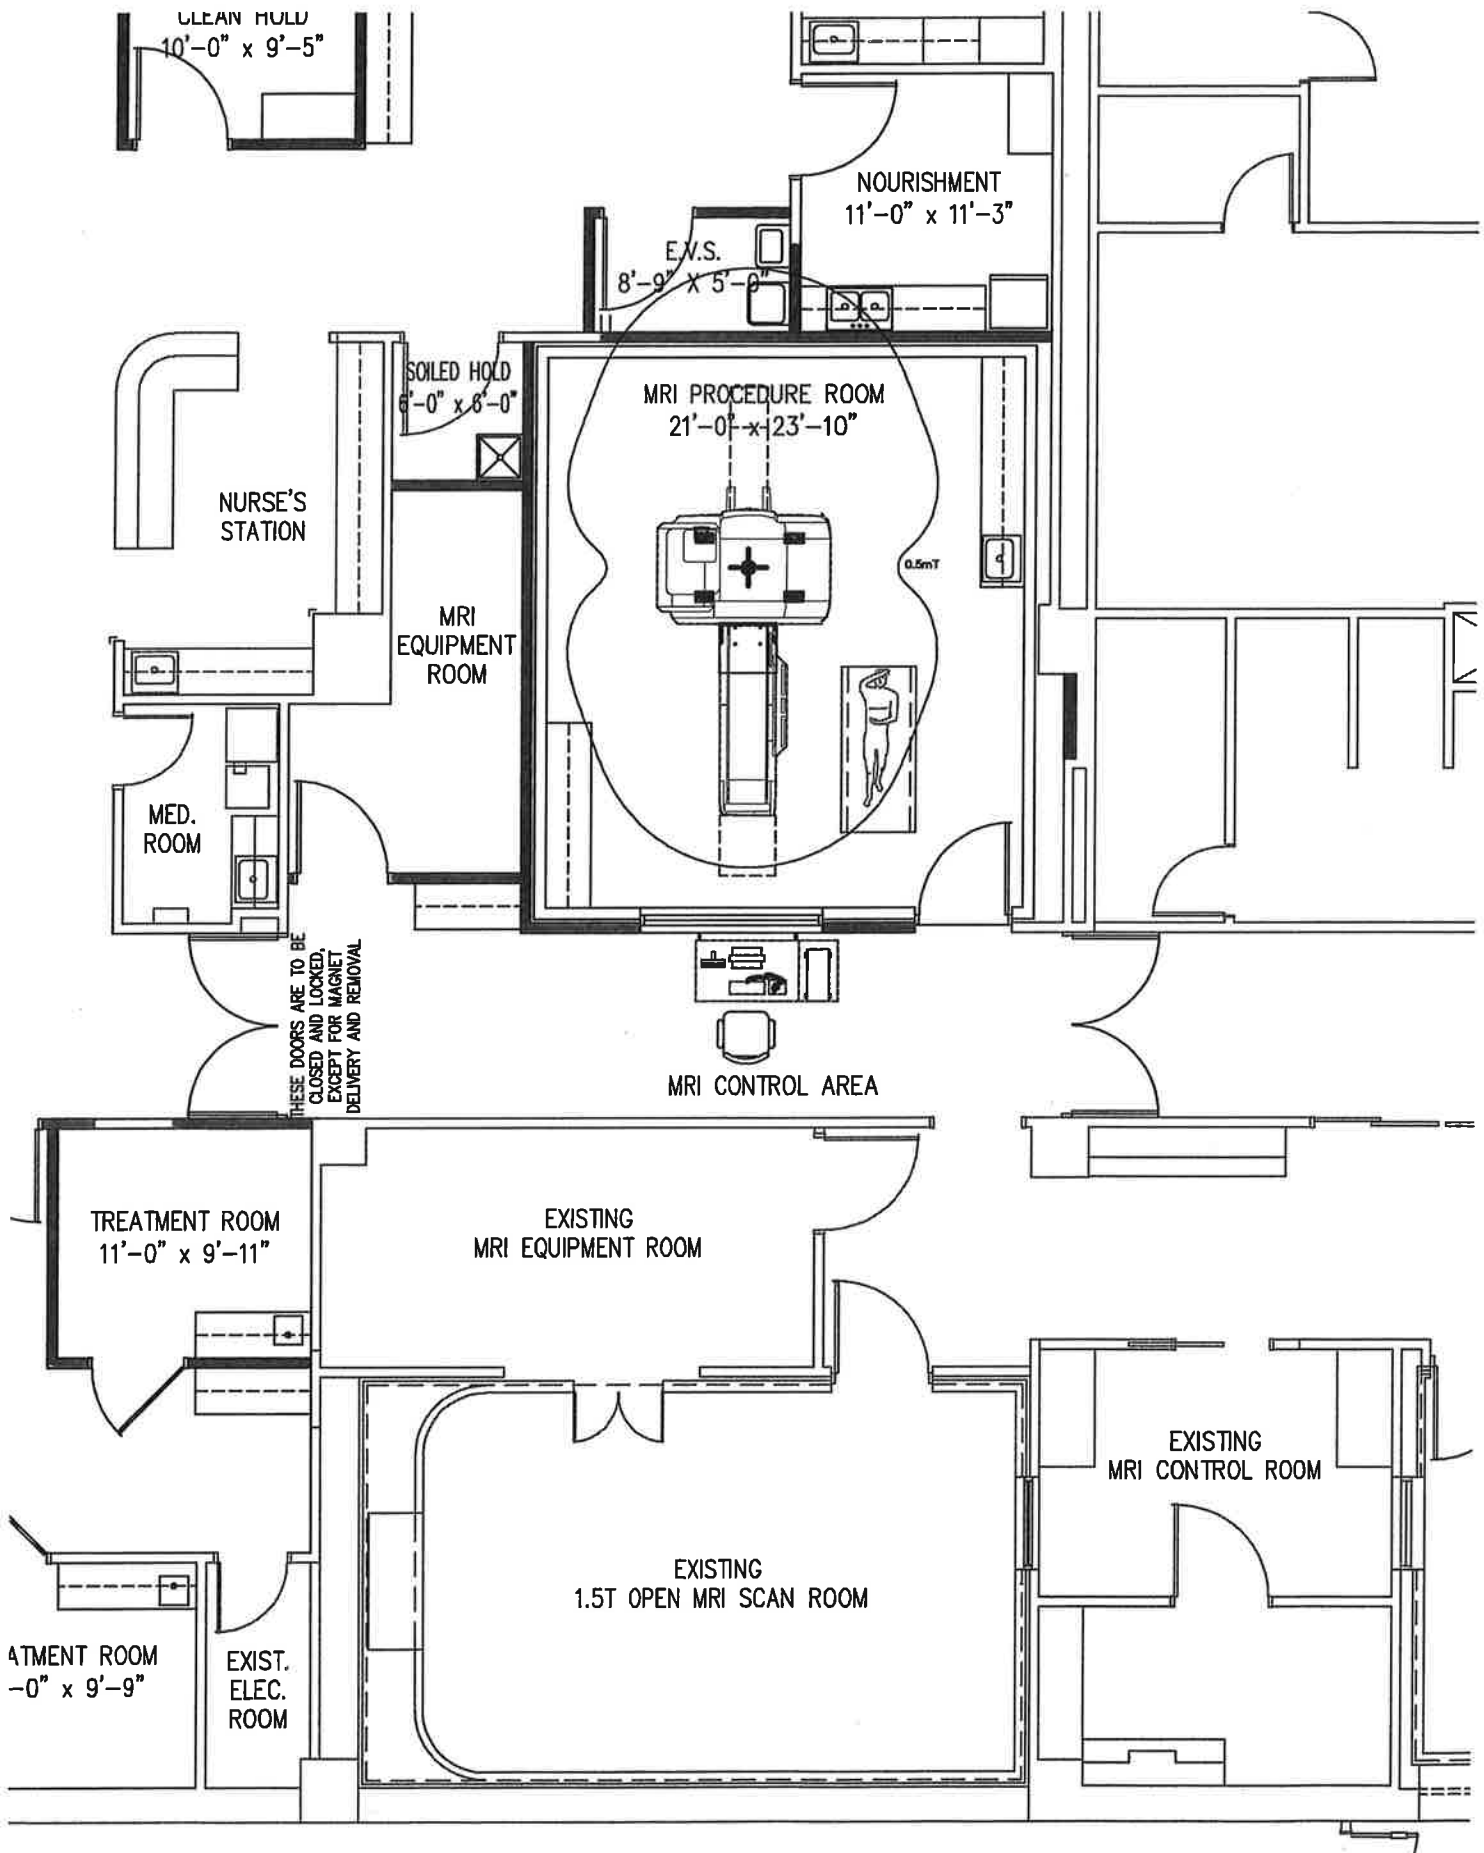 CLEAN HOLD
10'-0" x 9'-5"
NOURISHMENT
11'-0" x 11'-3"
E.V.S.
8'-9" X 5'-0"
SOILED HOLD
6'-0" x 6'-0"
MRI PROCEDURE ROOM
21'-0" x 23'-10"
NURSE'S
STATION
0.5mT
MRI
EQUIPMENT
ROOM
MED.
ROOM
THESE DOORS ARE TO BE
CLOSED AND LOCKED,
EXCEPT FOR MAGNET
DELIVERY AND REMOVAL
MRI CONTROL AREA
TREATMENT ROOM
11'-0" x 9'-11"
EXISTING
MRI EQUIPMENT ROOM
EXISTING
MRI CONTROL ROOM
EXISTING
1.5T OPEN MRI SCAN ROOM
ATMENT ROOM
-0" x 9'-9"
EXIST.
ELEC.
ROOM